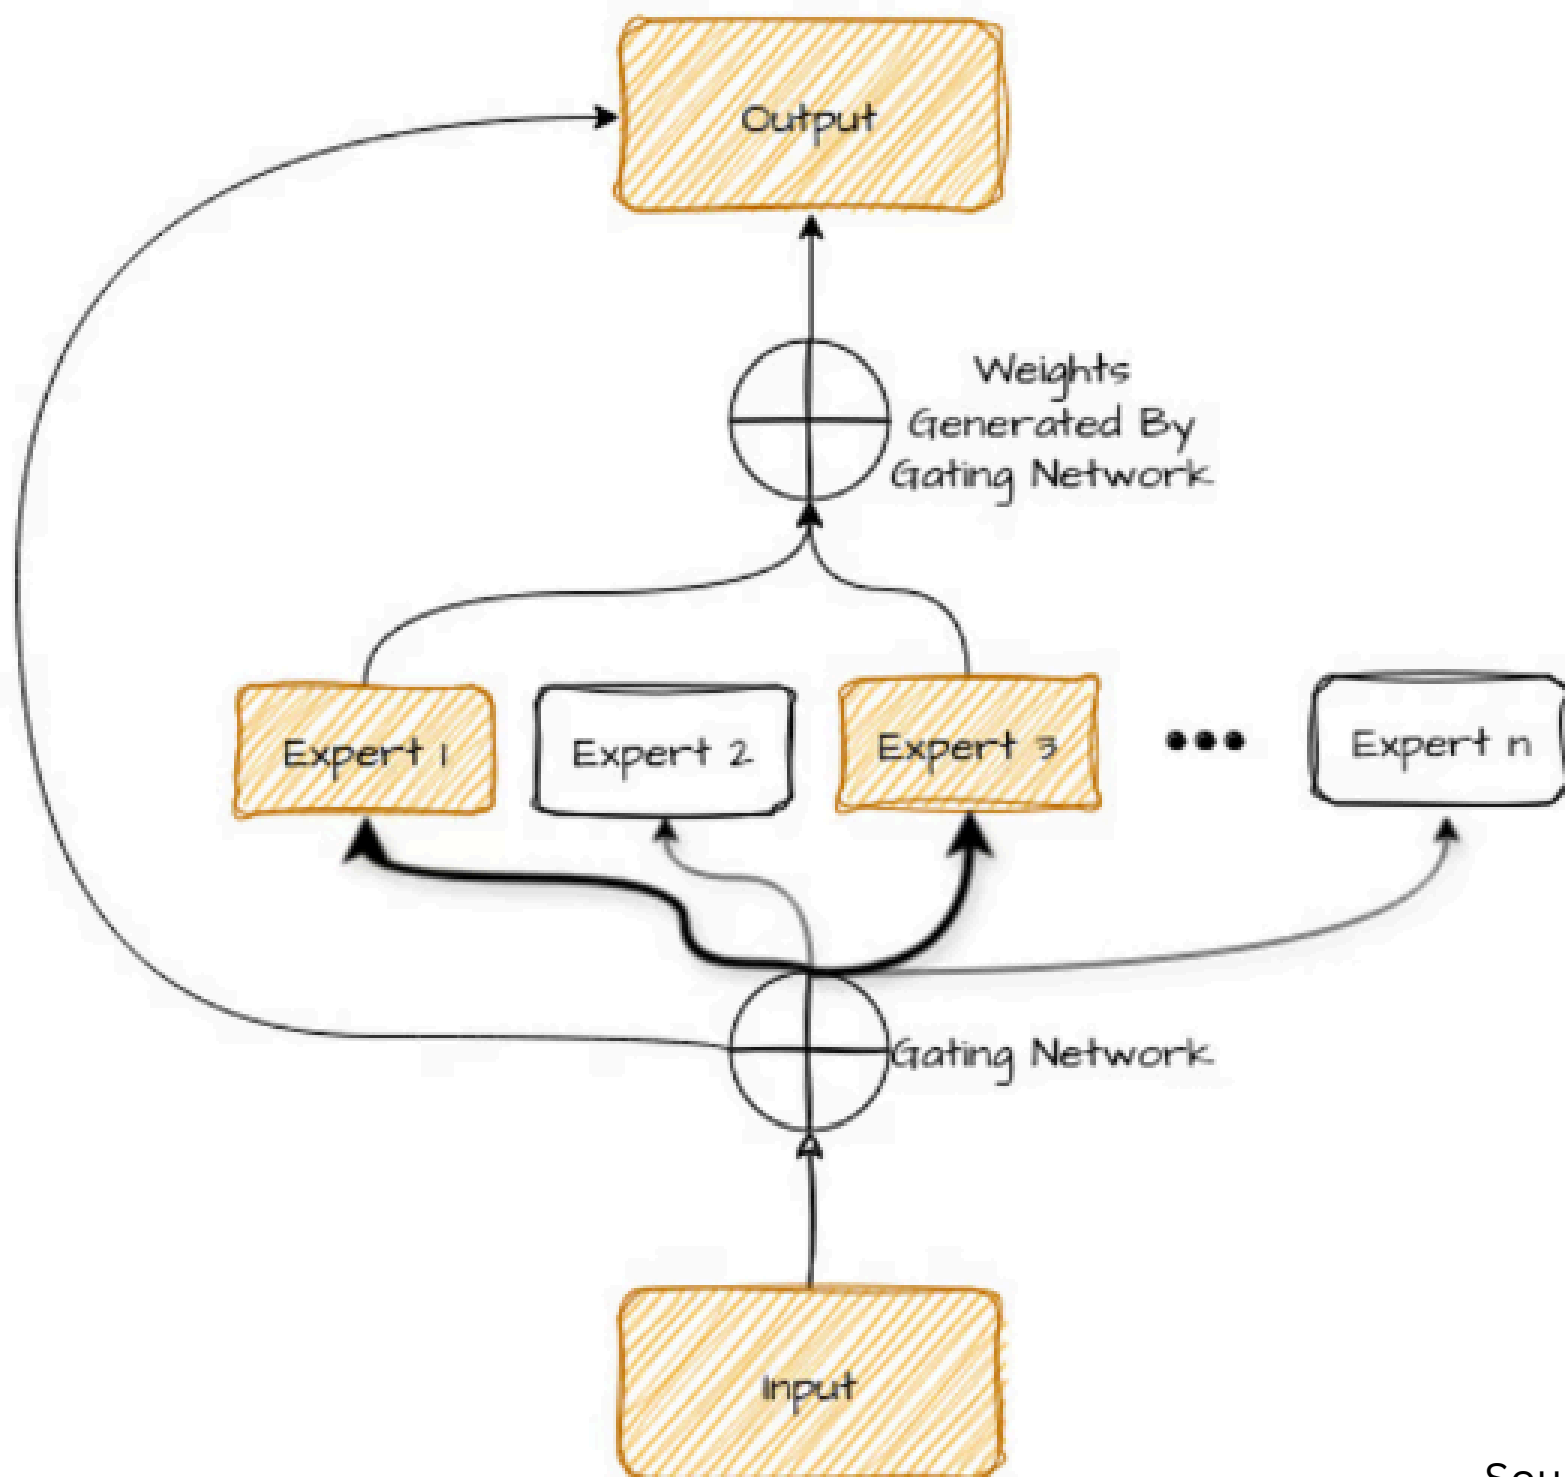 Output
Weights
Generated By
Gating Network
Expert 1
Expert 2
Expert 3
Expert n
Gating Network
Input